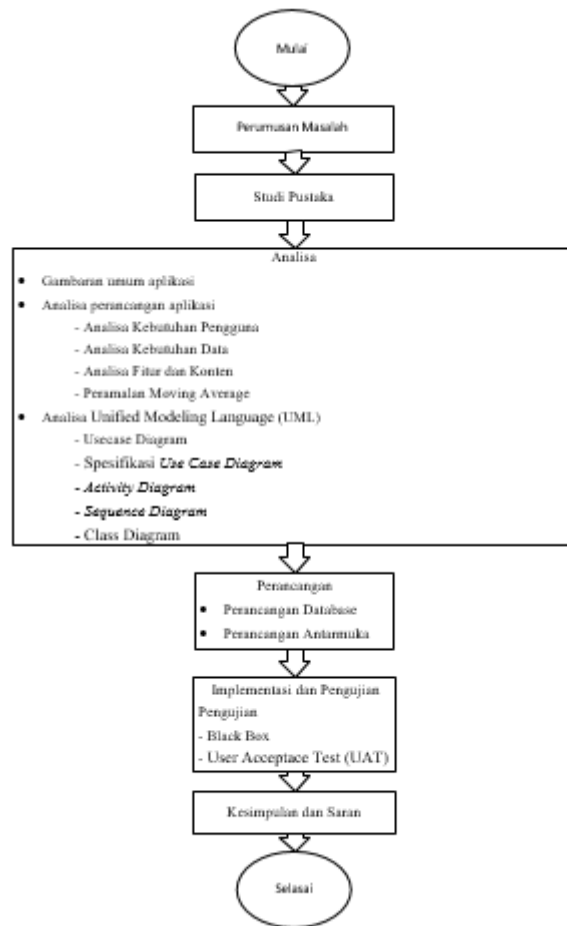 Mulai
Perumusan Masalah
Studi Pustaka
Analisa
• Gambaran umum aplikasi
• Analisa perancangan aplikasi
- Analisa Kebutuhan Pengguna
- Analisa Kebutuhan Data
- Analisa Fitur dan Konten
- Peramalan Moving Average
• Analisa Unified Modeling Language (UML)
- Usecase Diagram
- Spesifikasi Use Case Diagram
- Activity Diagram
- Sequence Diagram
- Class Diagram
Perancangan
• Perancangan Database
• Perancangan Antarmuka
Implementasi dan Pengujian
Pengujian
- Black Box
- User Acceptace Test (UAT)
Kesimpulan dan Saran
Selasai